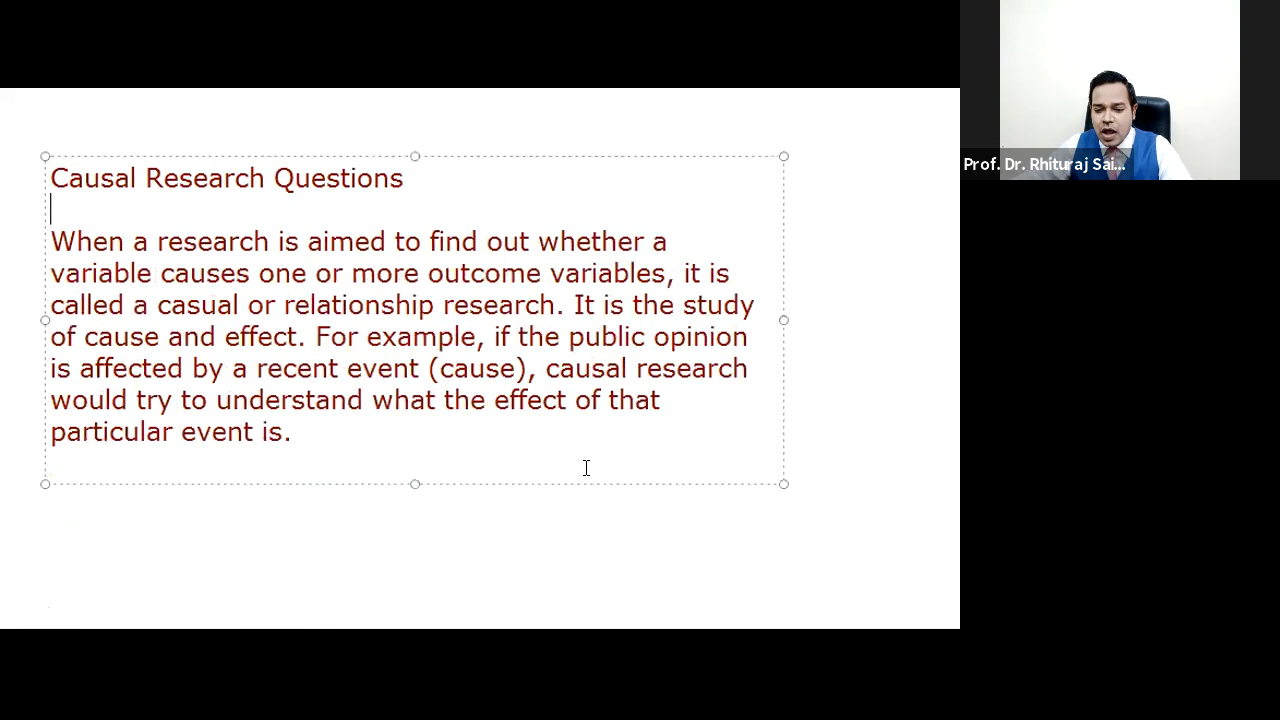 Causal Research Questions
When a research is aimed to find out whether a
variable causes one or more outcome variables, it is
called a casual or relationship research. It is the study
of cause and effect. For example, if the public opinion
is affected by a recent event (cause), causal research
would try to understand what the effect of that
particular event is.
Prof. Dr. Rhituraj Sai...